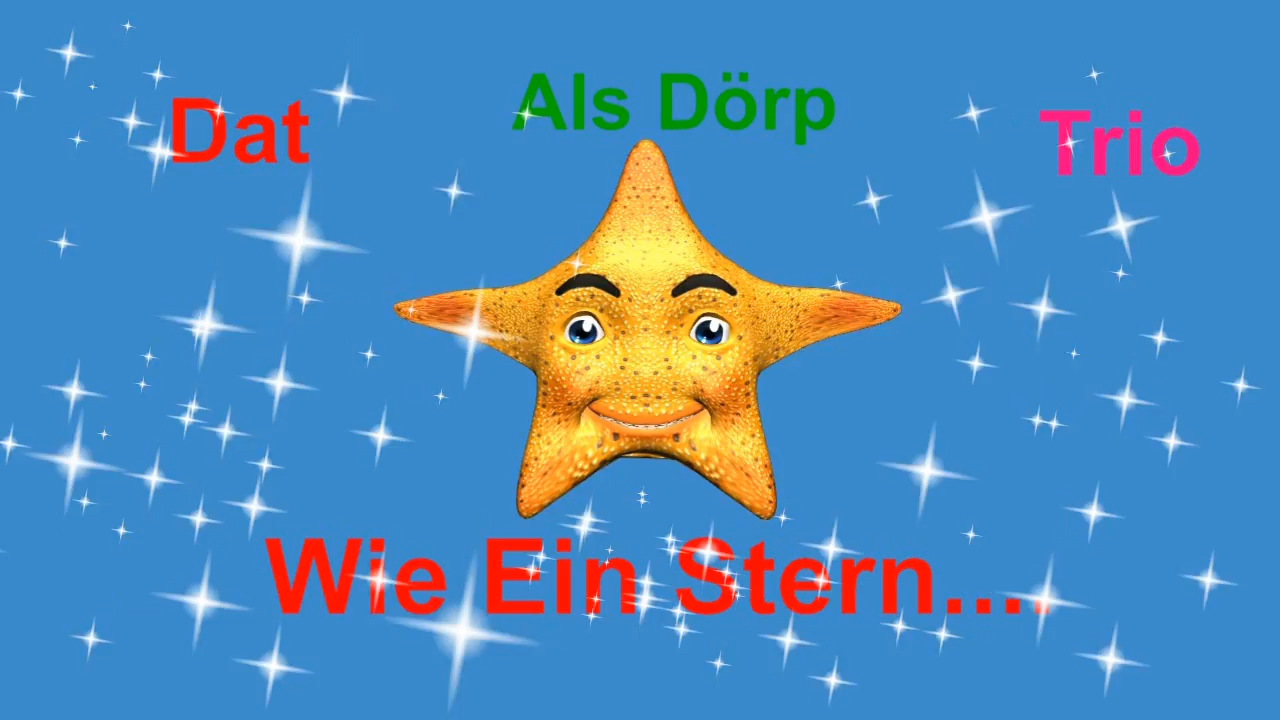 Dat Als Dörp Trio
Wie Ein Stern....